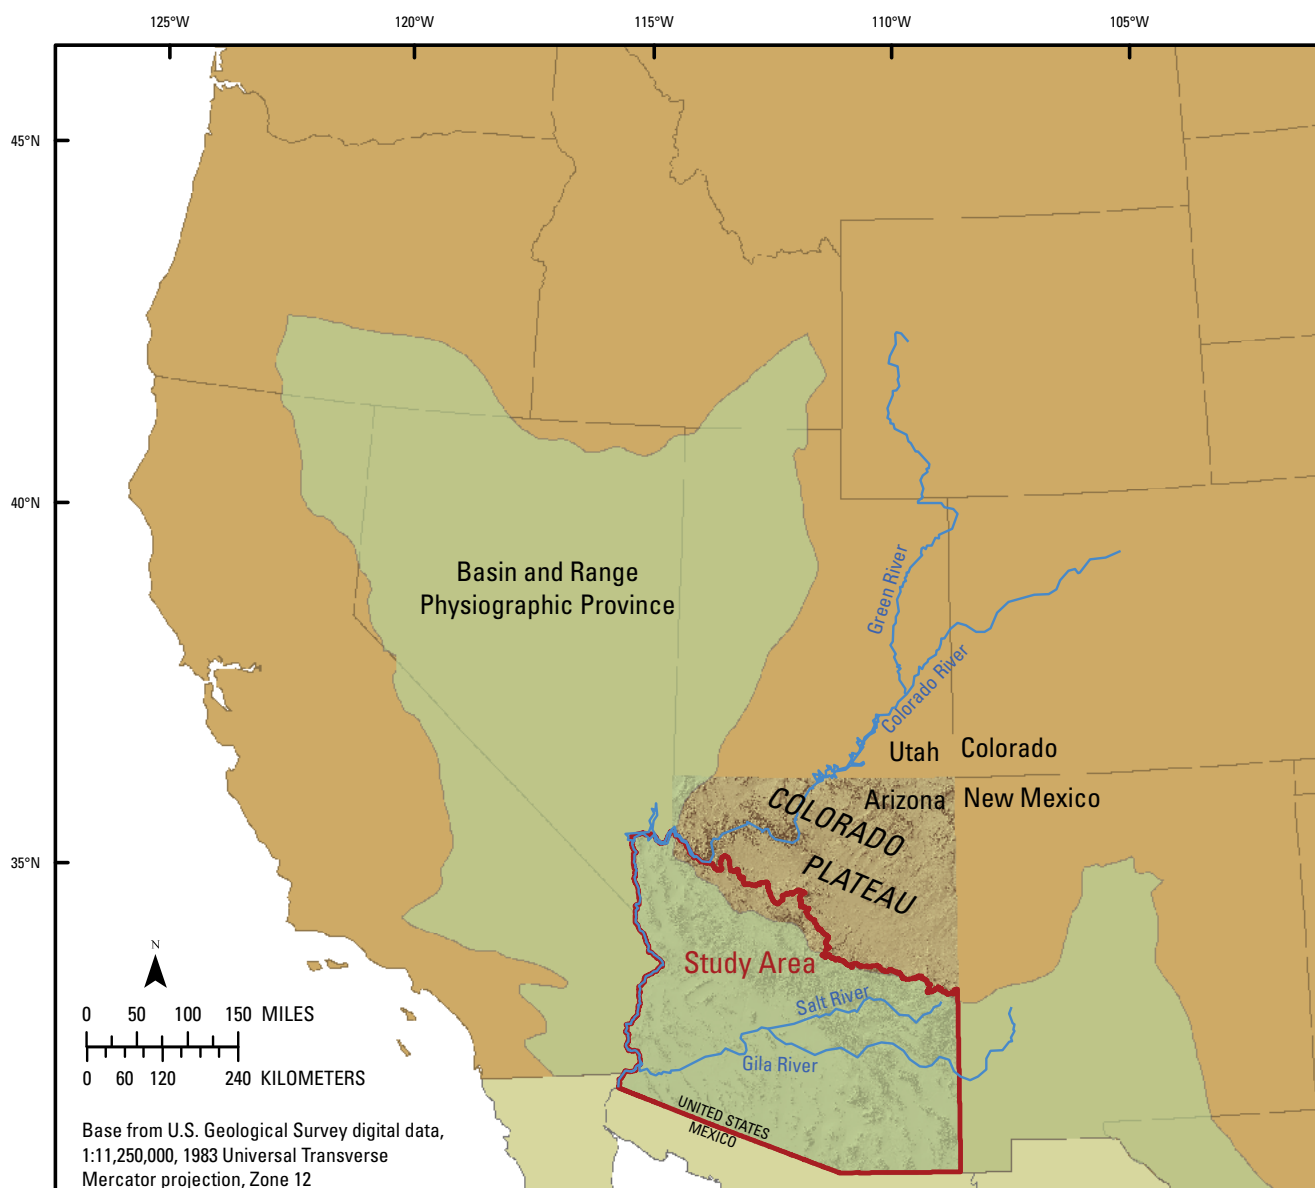 125°W
120°W
115°W
110°W
105°W
45°N
40°N
35°N
Basin and Range
Physiographic Province
Green River
Colorado River
Utah
Colorado
Arizona
New Mexico
COLORADO
PLATEAU
Study Area
Salt River
Gila River
UNITED STATES
MEXICO
N
0 50 100 150 MILES
0 60 120 240 KILOMETERS
Base from U.S. Geological Survey digital data,
1:11,250,000, 1983 Universal Transverse
Mercator projection, Zone 12